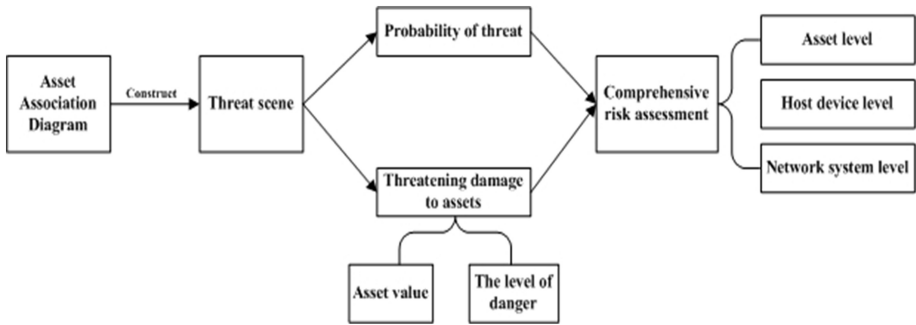 Asset
Association
Diagram
Construct
Threat scene
Probability of threat
Threatening damage
to assets
Asset value
The level of
danger
Comprehensive
risk assessment
Asset level
Host device level
Network system level